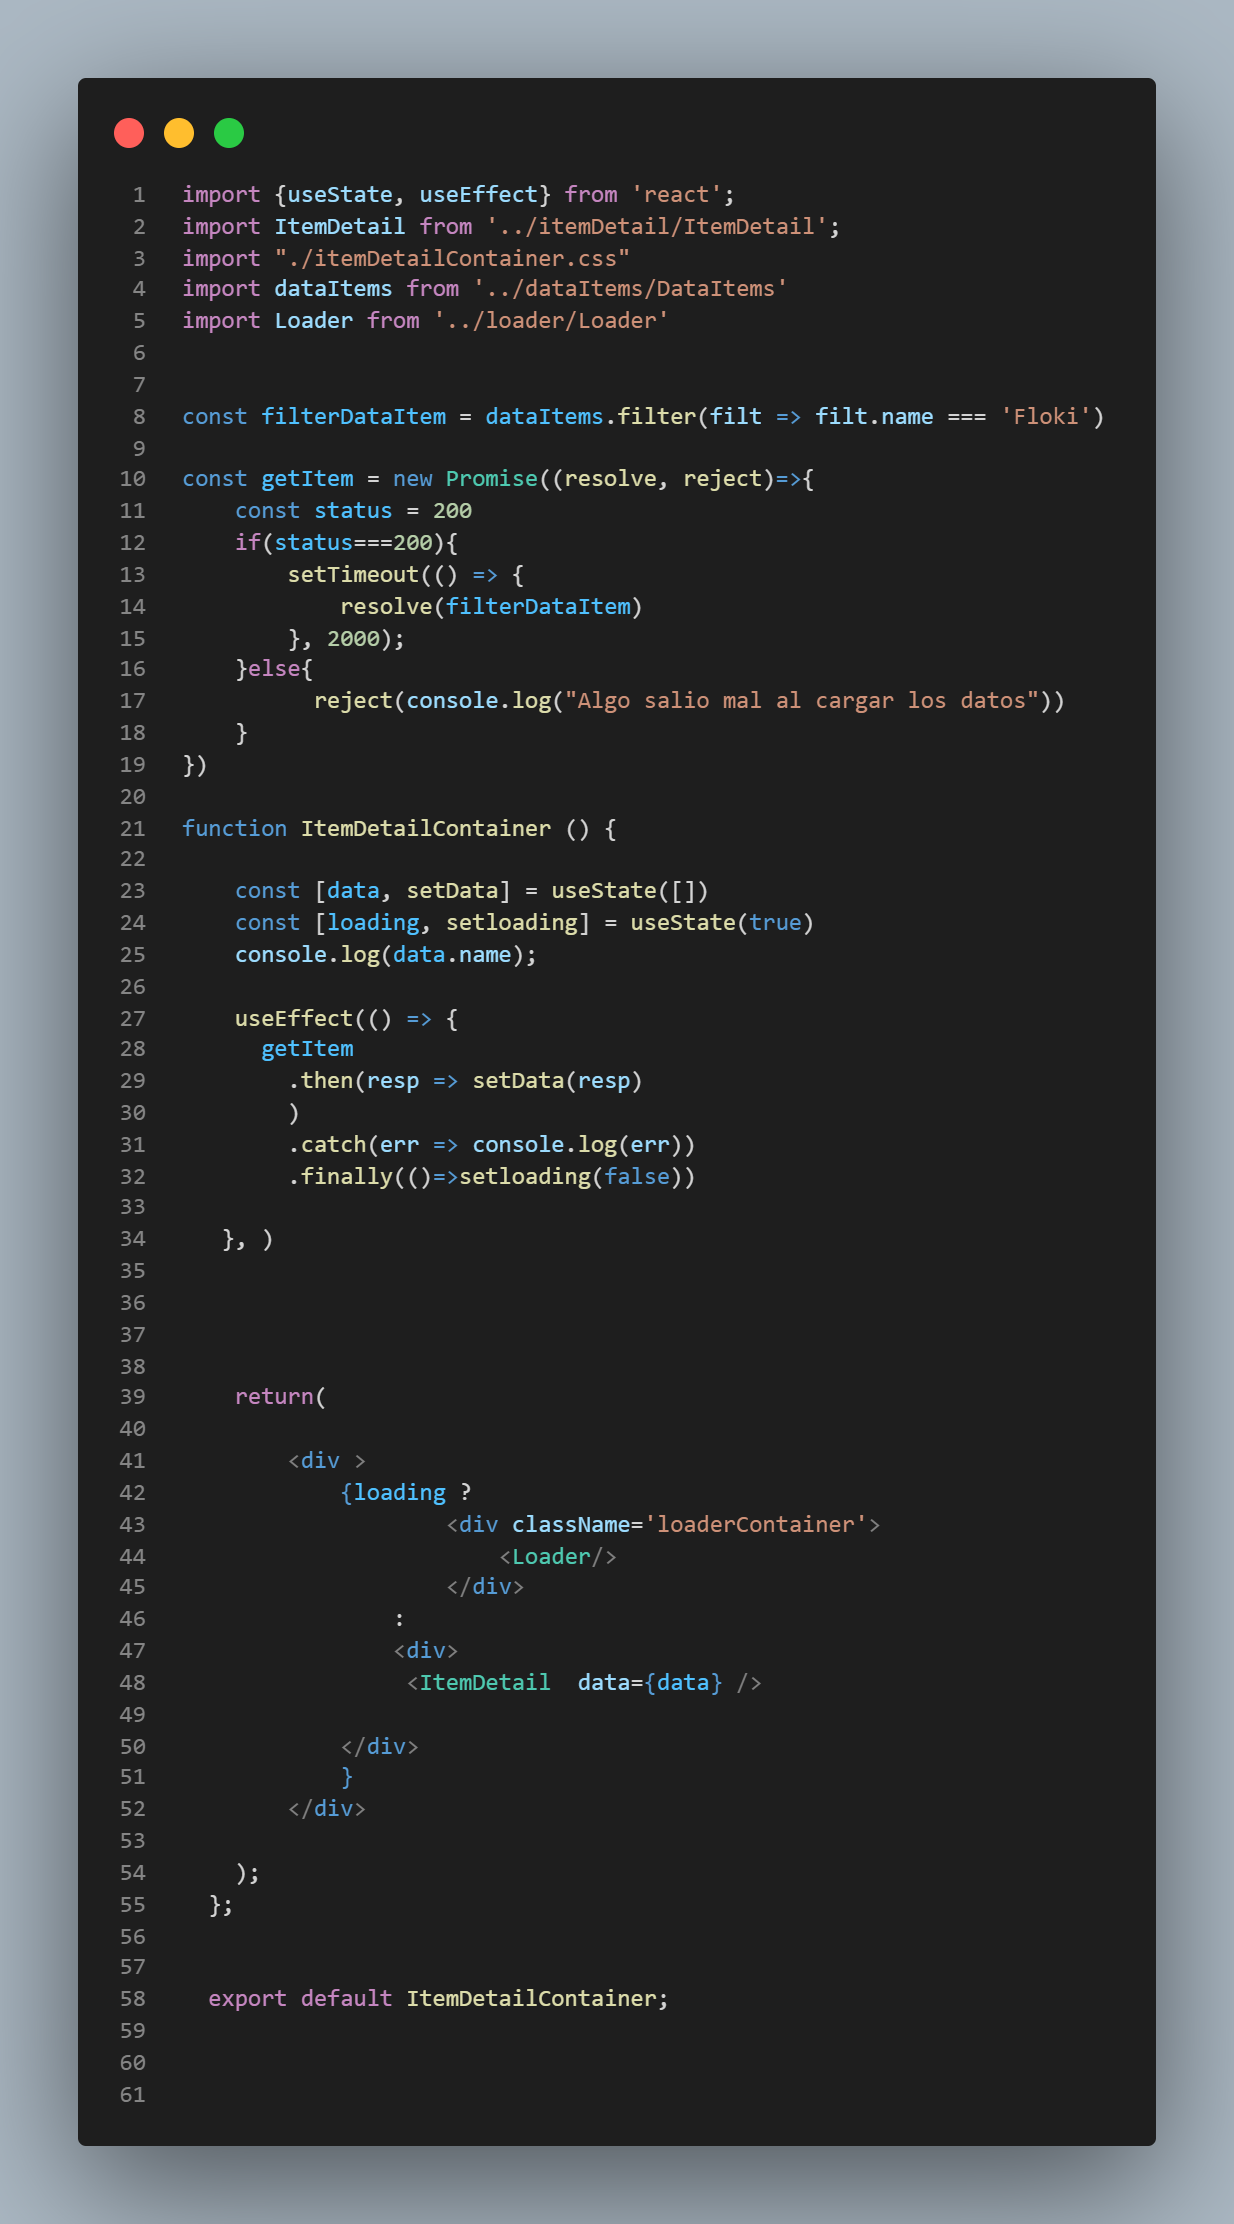 1 import {useState, useEffect} from 'react';
2 import ItemDetail from '../itemDetail/ItemDetail';
3 import "./itemDetailContainer.css"
4 import dataItems from '../dataItems/DataItems'
5 import Loader from '../loader/Loader'
6
7
8 const filterDataItem = dataItems.filter(filt => filt.name === 'Floki')
9
10 const getItem = new Promise((resolve, reject)=>{
11     const status = 200
12     if(status===200){
13         setTimeout(() => {
14             resolve(filterDataItem)
15         }, 2000);
16     }else{
17           reject(console.log("Algo salio mal al cargar los datos"))
18     }
19 })
20
21 function ItemDetailContainer () {
22
23     const [data, setData] = useState([])
24     const [loading, setloading] = useState(true)
25     console.log(data.name);
26
27     useEffect(() => {
28       getItem
29         .then(resp => setData(resp)
30         )
31         .catch(err => console.log(err))
32         .finally(()=>setloading(false))
33
34    }, )
35
36
37
38
39     return(
40
41         <div >
42             {loading ?
43                     <div className='loaderContainer'>
44                         <Loader/>
45                     </div>
46                 :
47                 <div>
48                  <ItemDetail  data={data} />
49
50             </div>
51             }
52         </div>
53
54     );
55   };
56
57
58   export default ItemDetailContainer;
59
60
61